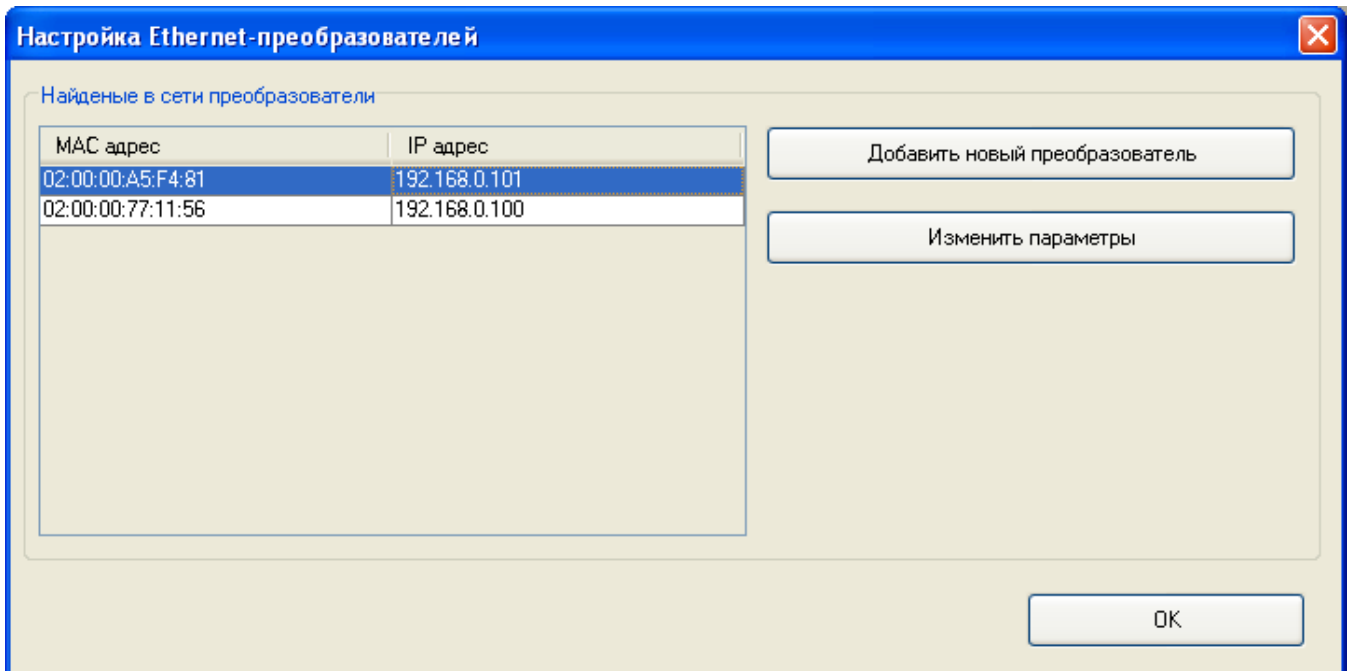 Настройка Ethernet-преобразователей
Найденые в сети преобразователи
MAC адрес IP адрес
02:00:00:A5:F4:81 192.168.0.101
02:00:00:77:11:56 192.168.0.100
Добавить новый преобразователь
Изменить параметры
OK